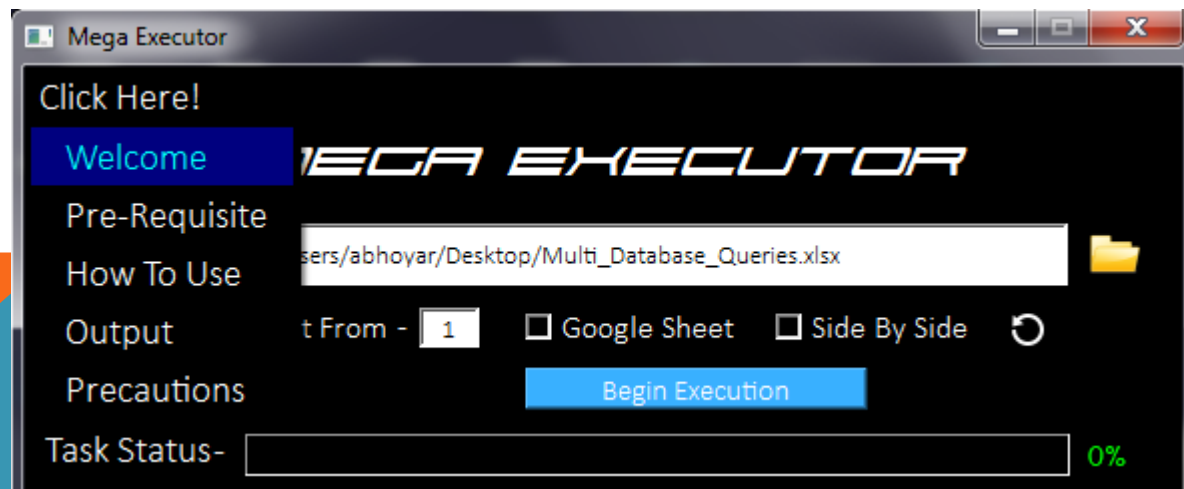 Mega Executor
Click Here!
Welcome
MEGA EXECUTOR
Pre-Requisite
sers/abhoyar/Desktop/Multi_Database_Queries.xlsx
How To Use
Output
t From - 1
Google Sheet
Side By Side
Precautions
Begin Execution
Task Status-
0%